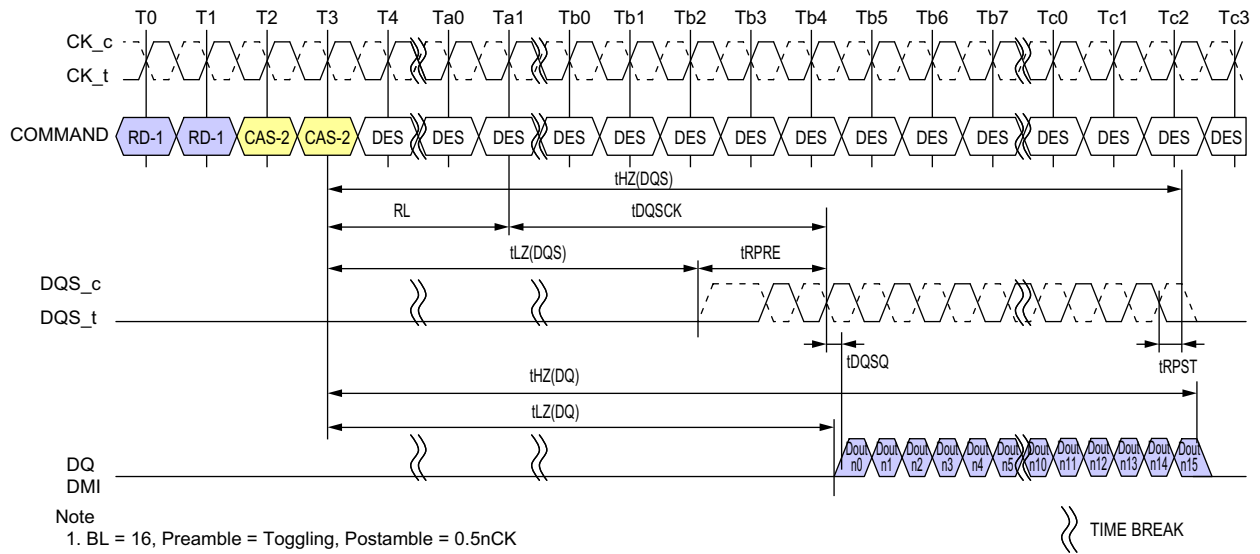 T0 T1 T2 T3 T4 Ta0 Ta1 Tb0 Tb1 Tb2 Tb3 Tb4 Tb5 Tb6 Tb7 Tc0 Tc1 Tc2 Tc3
CK_c
CK_t
COMMAND RD-1 RD-1 CAS-2 CAS-2 DES DES DES DES DES DES DES DES DES DES DES DES DES DES DES
tHZ(DQS)
RL tDQSCK
tLZ(DQS) tRPRE
DQS_c
DQS_t
tDQSQ tRPST
tHZ(DQ)
tLZ(DQ)
DQ
DMI
Dout Dout Dout Dout Dout Dout Dout Dout Dout Dout Dout Dout
n0 n1 n2 n3 n4 n5 n10 n11 n12 n13 n14 n15
Note
1. BL = 16, Preamble = Toggling, Postamble = 0.5nCK
TIME BREAK